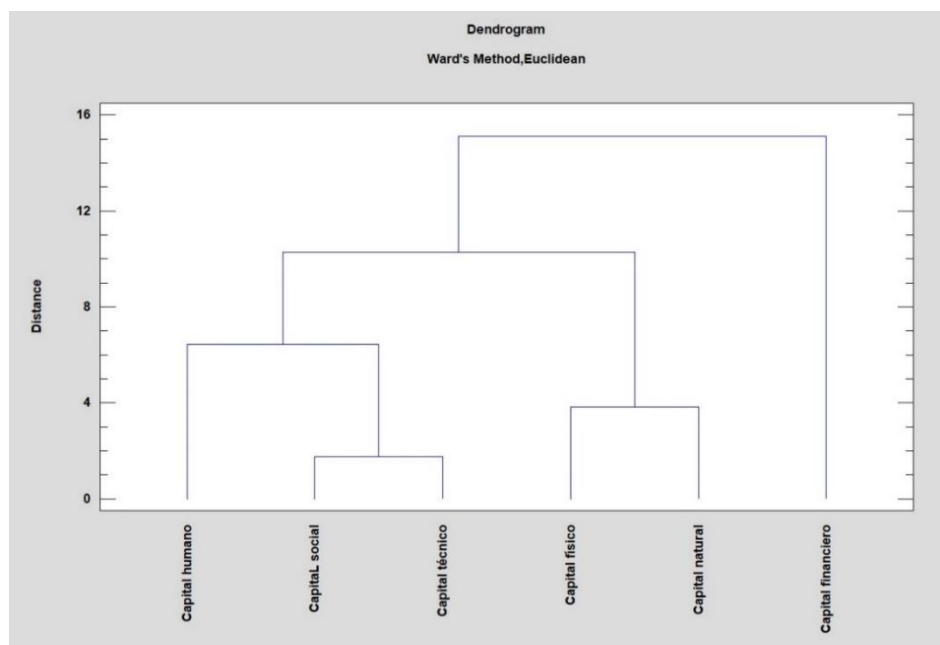 Dendrogram
Ward's Method,Euclidean
Distance
16
12
8
4
0
Capital humano
CapitaL social
Capital técnico
Capital fisico
Capital natural
Capital financiero